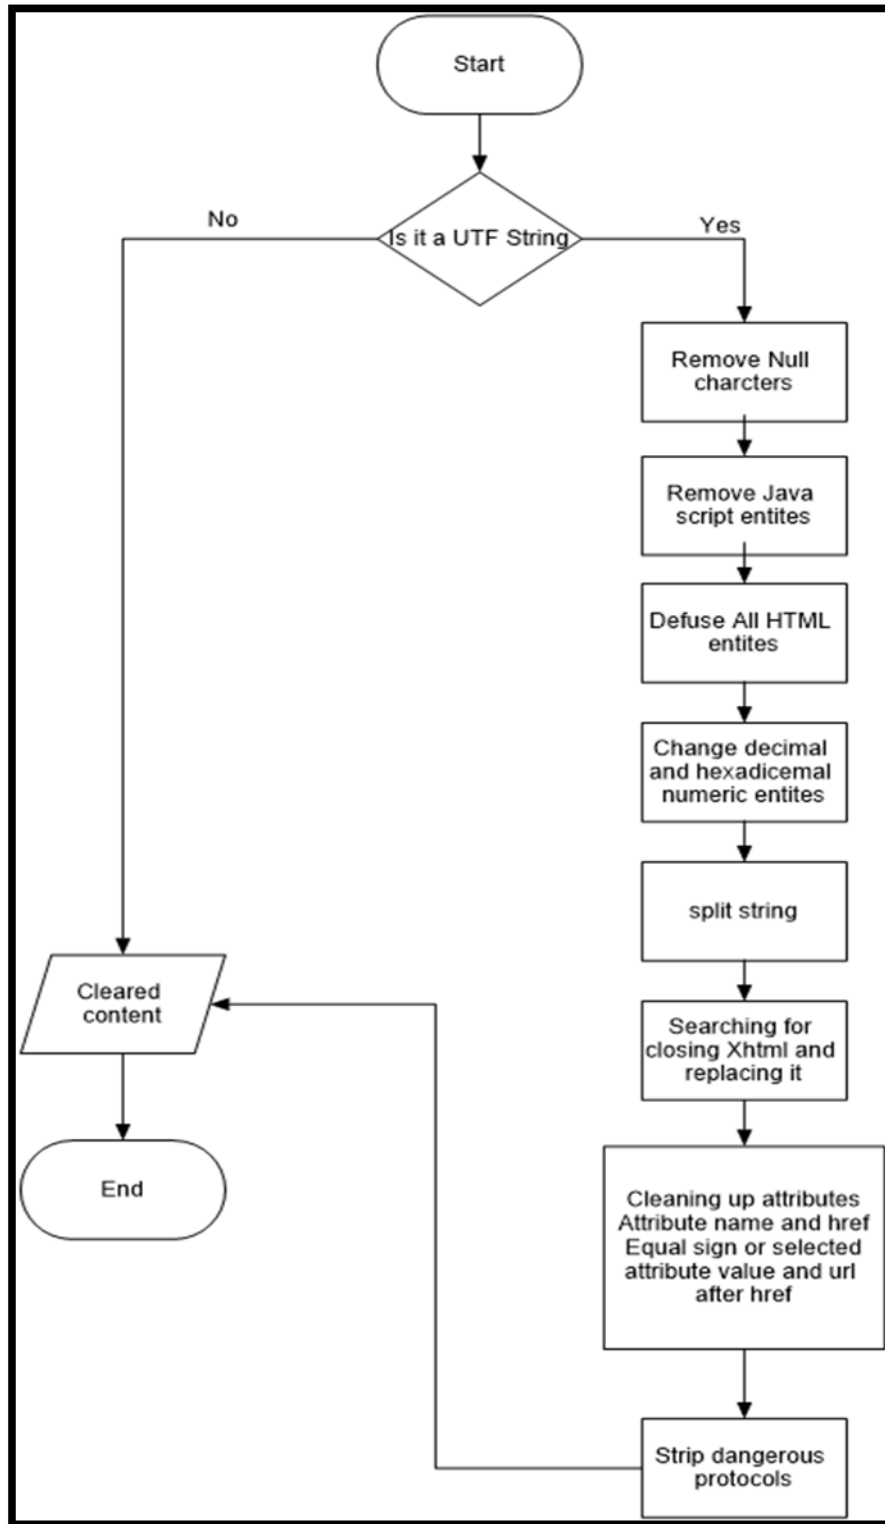 Start
Is it a UTF String
No
Yes
Remove Null
charcters
Remove Java
script entites
Defuse All HTML
entites
Change decimal
and hexadicemal
numeric entites
split string
Searching for
closing Xhtml and
replacing it
Cleaning up attributes
Attribute name and href
Equal sign or selected
attribute value and url
after href
Strip dangerous
protocols
Cleared
content
End